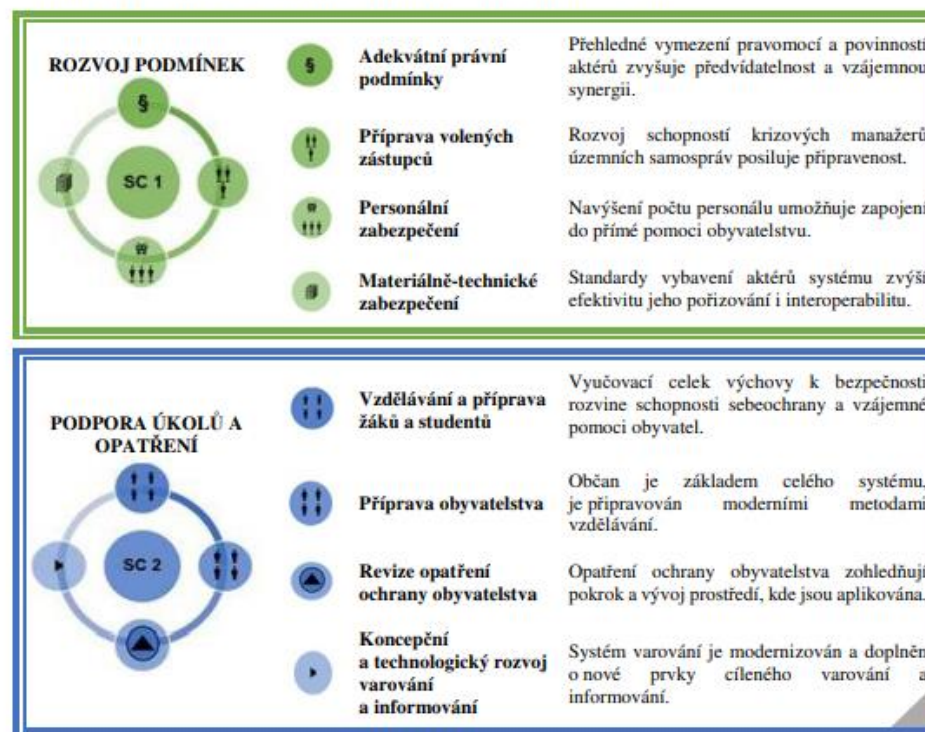 ROZVOJ PODMÍNEK
§
SC 1
§
Adekvátní právní
podmínky
Přehledné vymezení pravomocí a povinností
aktérů zvyšuje předvídatelnost a vzájemnou
synergii.
Příprava volených
zástupců
Rozvoj schopností krizových manažerů
územních samospráv posiluje připravenost.
Personální
zabezpečení
Navýšení počtu personálu umožňuje zapojení
do přímé pomoci obyvatelstvu.
Materiálně-technické
zabezpečení
Standardy vybavení aktérů systému zvýší
efektivitu jeho pořizování i interoperabilitu.
PODPORA ÚKOLŮ A
OPATŘENÍ
SC 2
Vzdělávání a příprava
žáků a studentů
Vyučovací celek výchovy k bezpečnosti
rozvine schopnosti sebeochrany a vzájemné
pomoci obyvatel.
Příprava obyvatelstva
Občan je základem celého systému,
je připravován moderními metodami
vzdělávání.
Revize opatření
ochrany obyvatelstva
Opatření ochrany obyvatelstva zohledňují
pokrok a vývoj prostředí, kde jsou aplikována.
Koncepční
a technologický rozvoj
varování
a informování
Systém varování je modernizován a doplněn
o nové prvky cíleného varování a
informování.